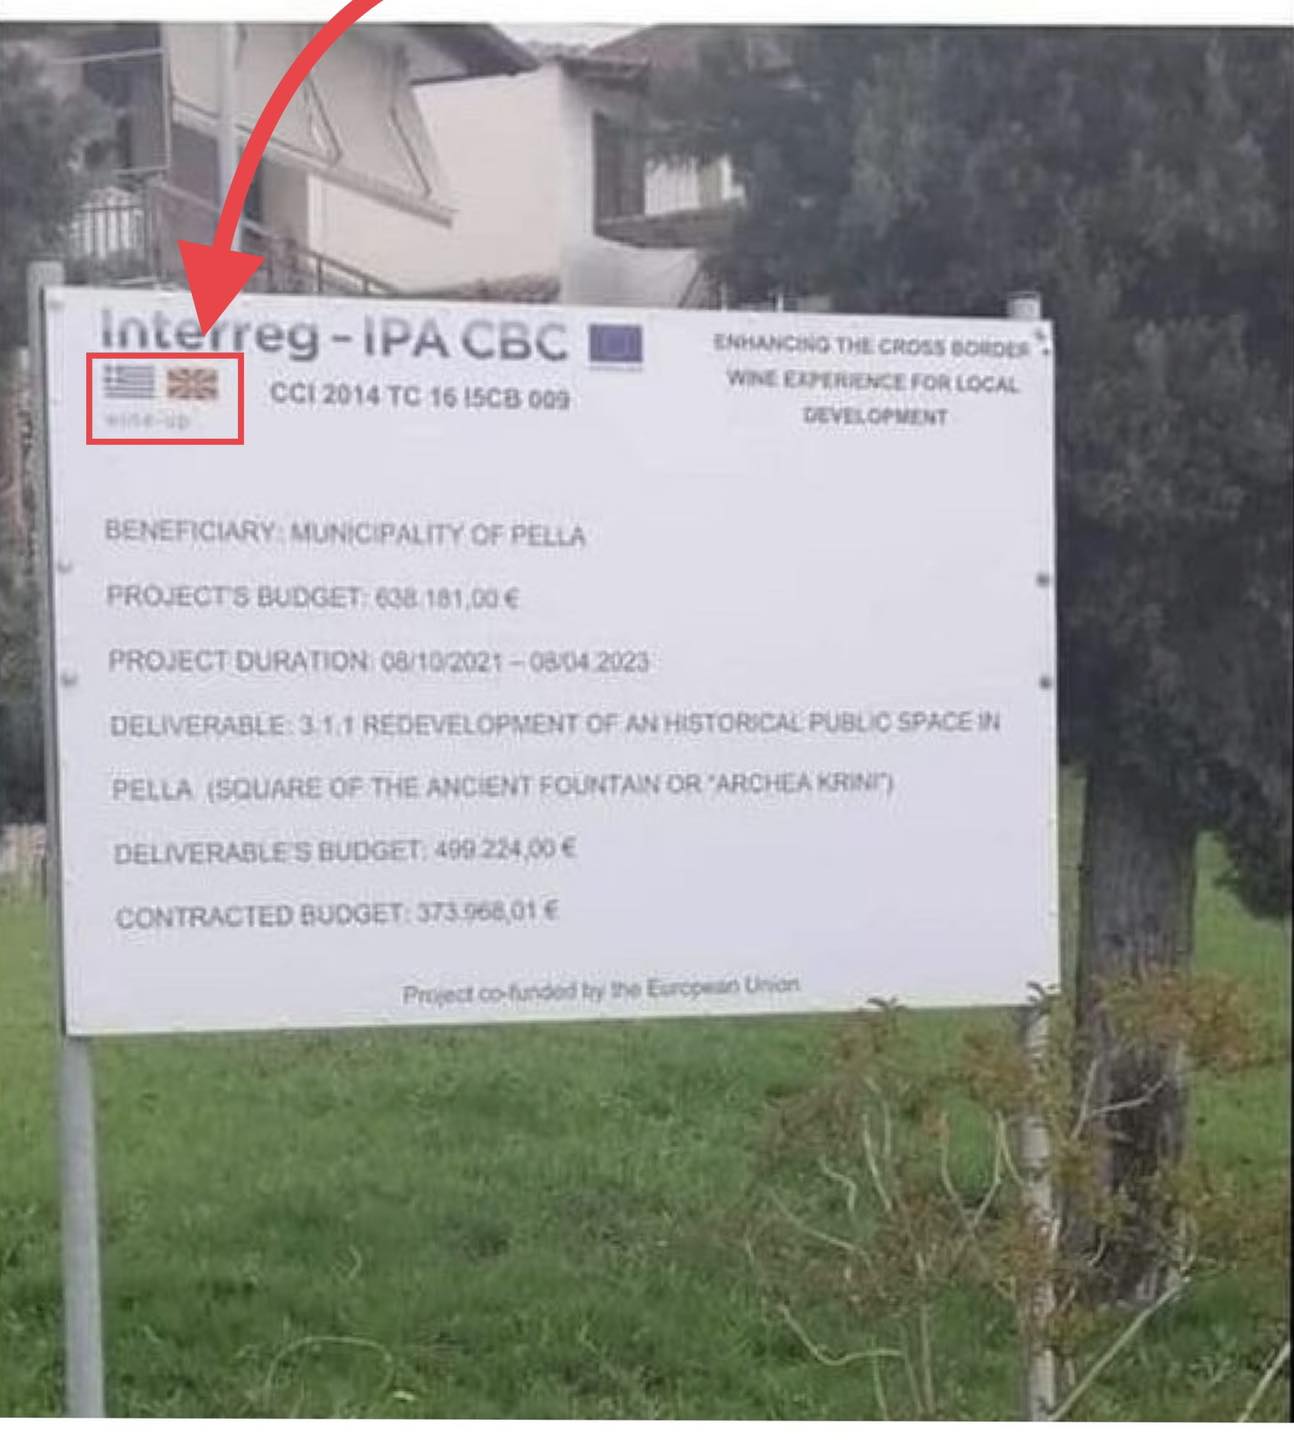 Interreg - IPA CBC
CCI 2014 TC 16 I5CB 009
wine-up
ENHANCING THE CROSS BORDER
WINE EXPERIENCE FOR LOCAL
DEVELOPMENT
BENEFICIARY: MUNICIPALITY OF PELLA
PROJECT'S BUDGET: 638.181,00 €
PROJECT DURATION: 08/10/2021 – 08/04.2023
DELIVERABLE: 3.1.1 REDEVELOPMENT OF AN HISTORICAL PUBLIC SPACE IN
PELLA (SQUARE OF THE ANCIENT FOUNTAIN OR "ARCHEA KRINI")
DELIVERABLE'S BUDGET: 499.224,00 €
CONTRACTED BUDGET: 373.968,01 €
Project co-funded by the European Union